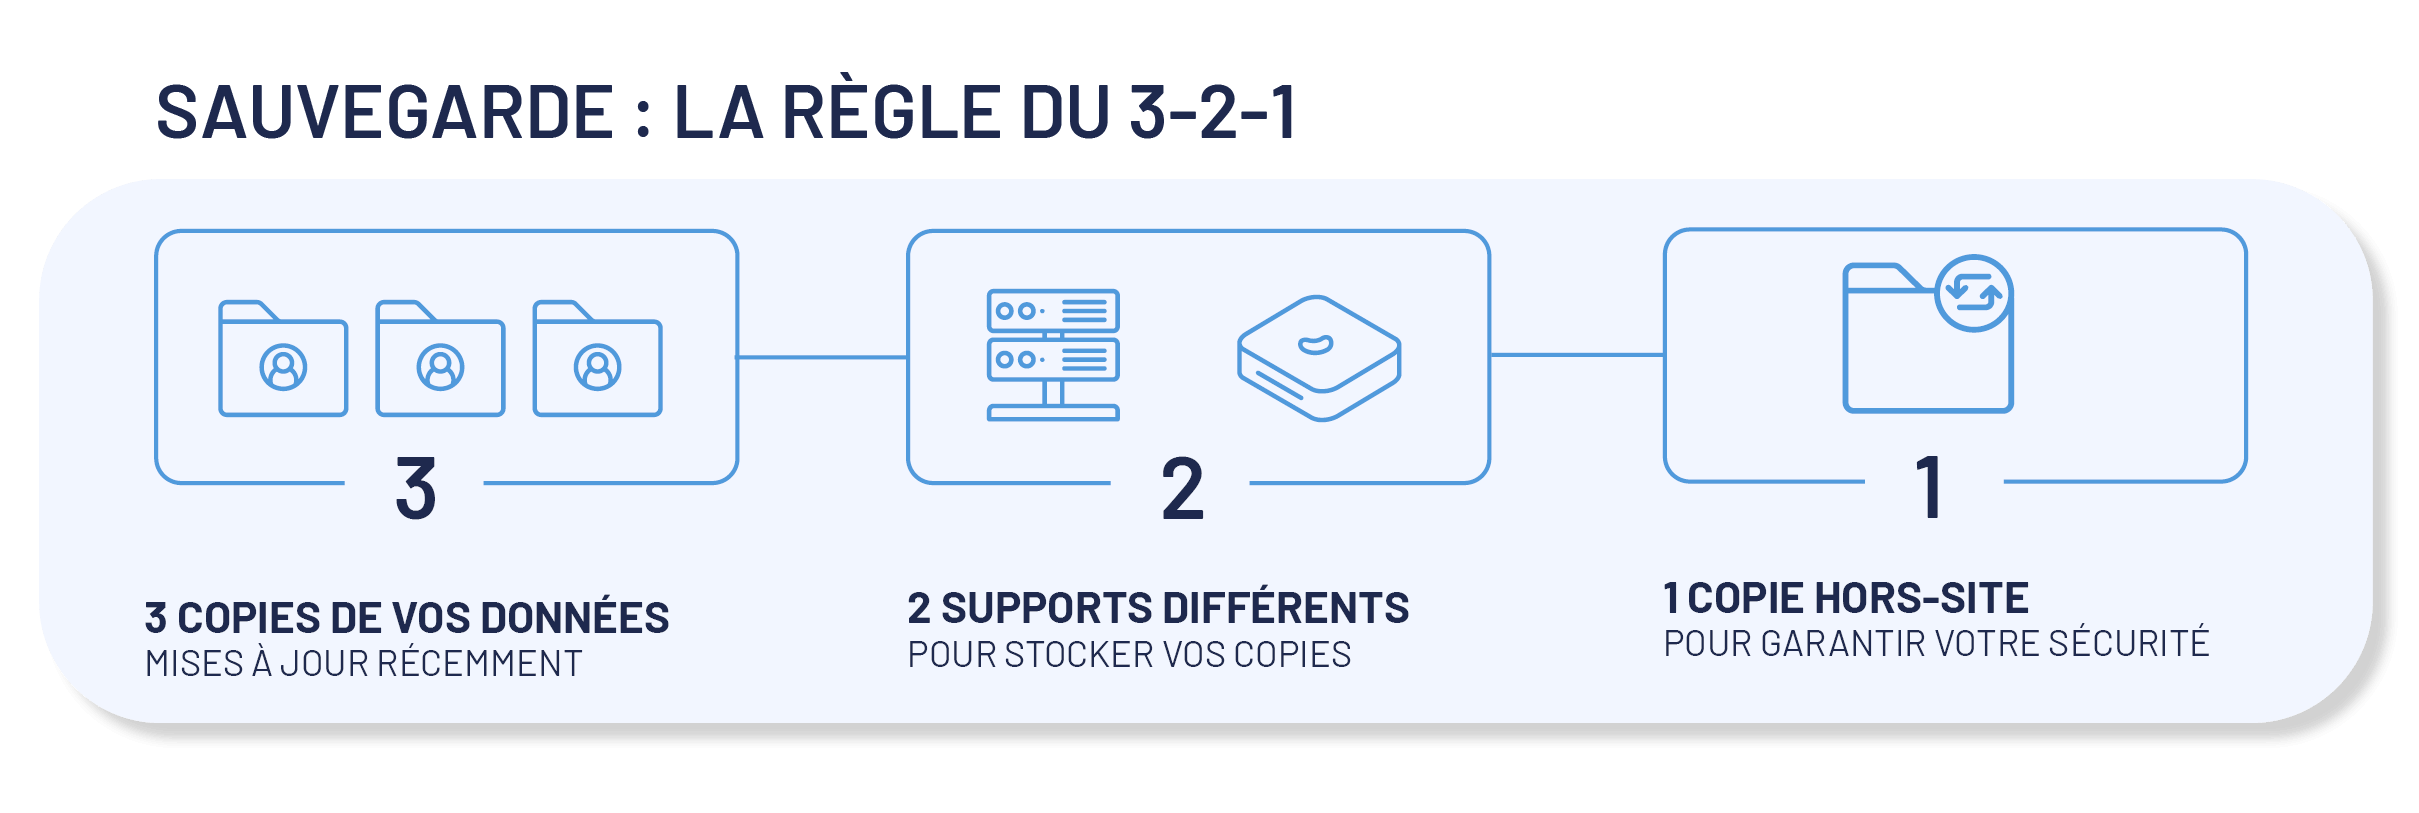 SAUVEGARDE : LA RÈGLE DU 3-2-1
3
3 COPIES DE VOS DONNÉES
MISES À JOUR RÉCEMMENT
2
2 SUPPORTS DIFFÉRENTS
POUR STOCKER VOS COPIES
1
1 COPIE HORS-SITE
POUR GARANTIR VOTRE SÉCURITÉ